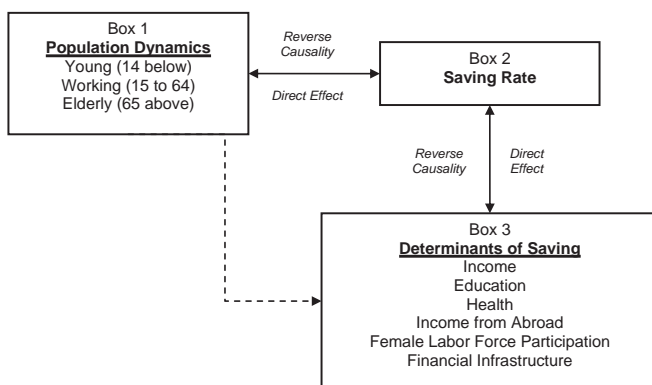 Box 1
Population Dynamics
Young (14 below)
Working (15 to 64)
Elderly (65 above)
Reverse
Causality
Direct Effect
Box 2
Saving Rate
Reverse
Causality
Direct
Effect
Box 3
Determinants of Saving
Income
Education
Health
Income from Abroad
Female Labor Force Participation
Financial Infrastructure